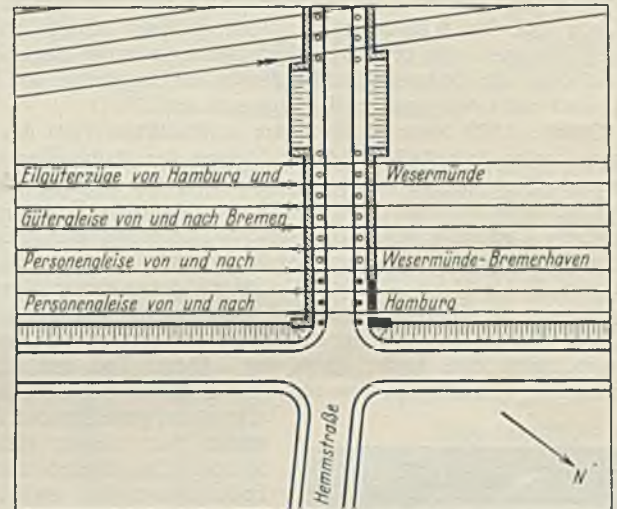 Eilgüterzüge von Hamburg und Wesermünde
Gütergleise von und nach Bremen
Personengleise von und nach Wesermünde-Bremerhaven
Personengleise von und nach Hamburg
Hemmstraße
N